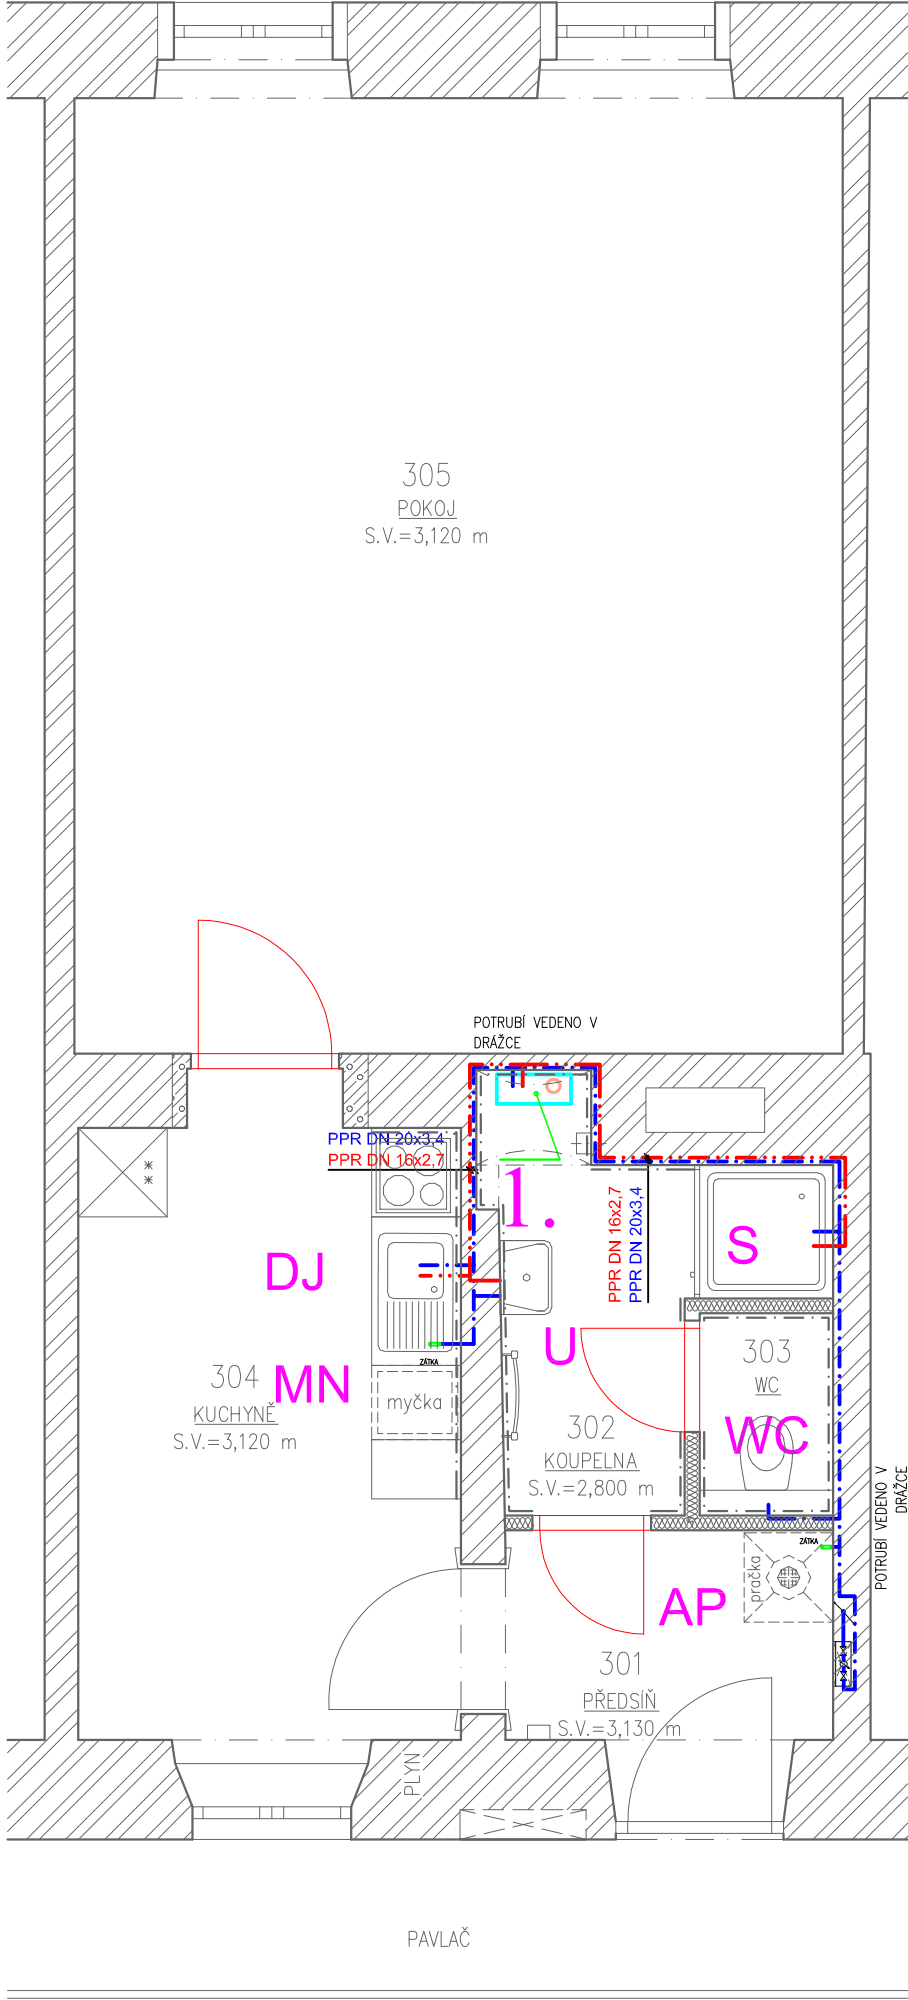 305
POKOJ
S.V.=3,120 m
POTRUBÍ VEDENO V
DRÁŽCE
PPR DN 20x3,4
PPR DN 16x2,7
1.
PPR DN 16x2,7
PPR DN 20x3,4
S
DJ
U
ZÁTKA
MN
304
KUCHYNĚ
S.V.=3,120 m
myčka
303
WC
WC
302
KOUPELNA
S.V.=2,800 m
POTRUBÍ VEDENO V
DRÁŽCE
ZÁTKA
pračka
AP
301
PŘEDSÍŇ
S.V.=3,130 m
PLYN
PAVLAČ